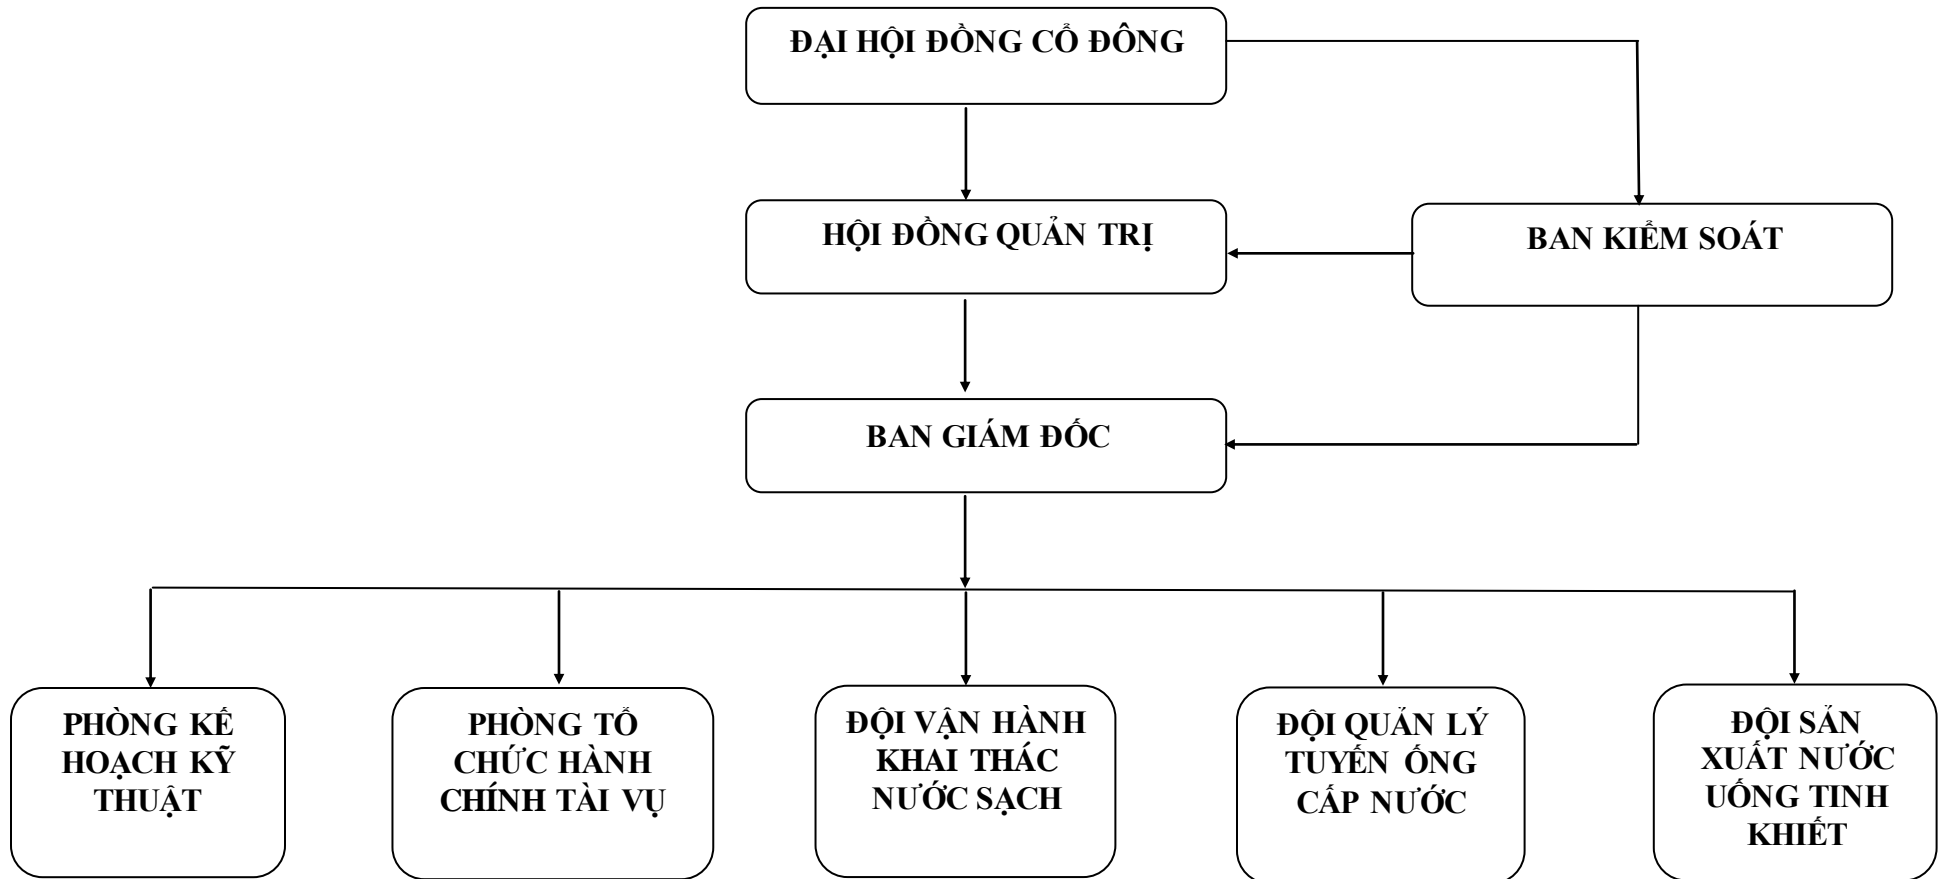 ĐẠI HỘI ĐỒNG CỔ ĐÔNG
HỘI ĐỒNG QUẢN TRỊ
BAN KIỂM SOÁT
BAN GIÁM ĐỐC
PHÒNG KẾ
HOẠCH KỸ
THUẬT
PHÒNG TỔ
CHỨC HÀNH
CHÍNH TÀI VỤ
ĐỘI VẬN HÀNH
KHAI THÁC
NƯỚC SẠCH
ĐỘI QUẢN LÝ
TUYẾN ỐNG
CẤP NƯỚC
ĐỘI SẢN
XUẤT NƯỚC
UỐNG TINH
KHIẾT